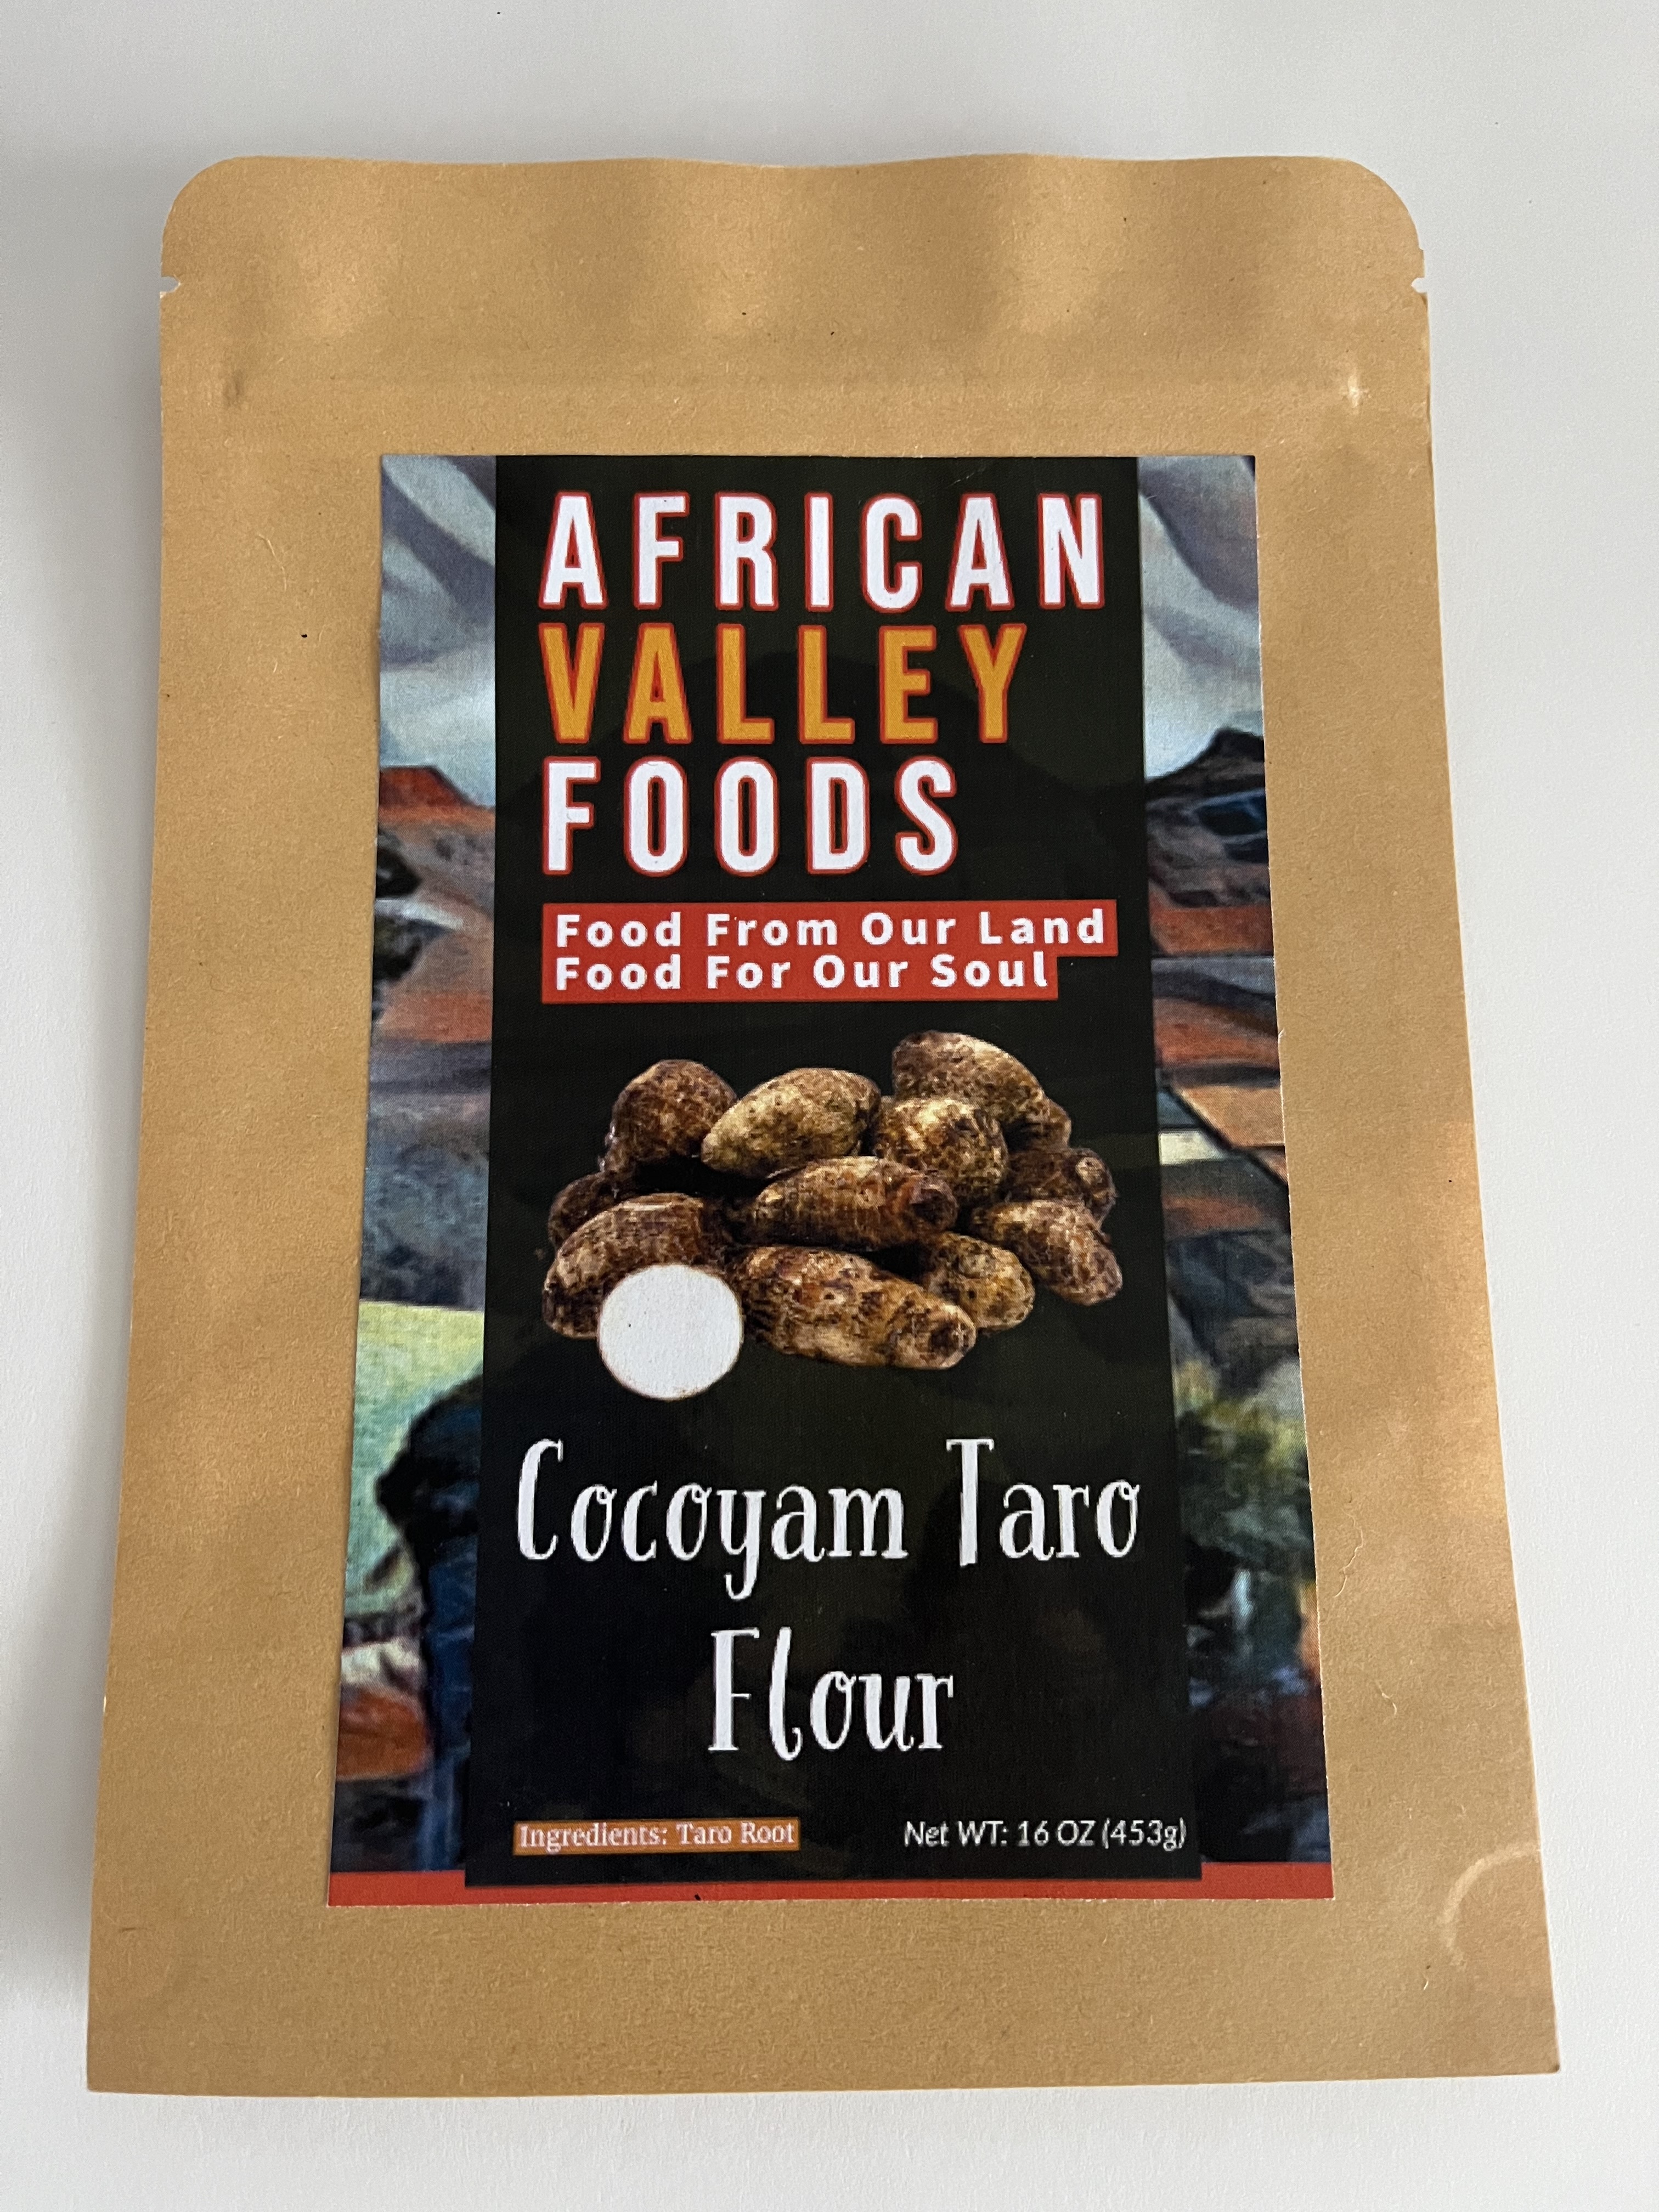 AFRICAN
VALLEY
FOODS
Food From Our Land
Food For Our Soul
Cocoyam Taro
Flour
Ingredients: Taro Root
Net WT: 16 OZ (453g)